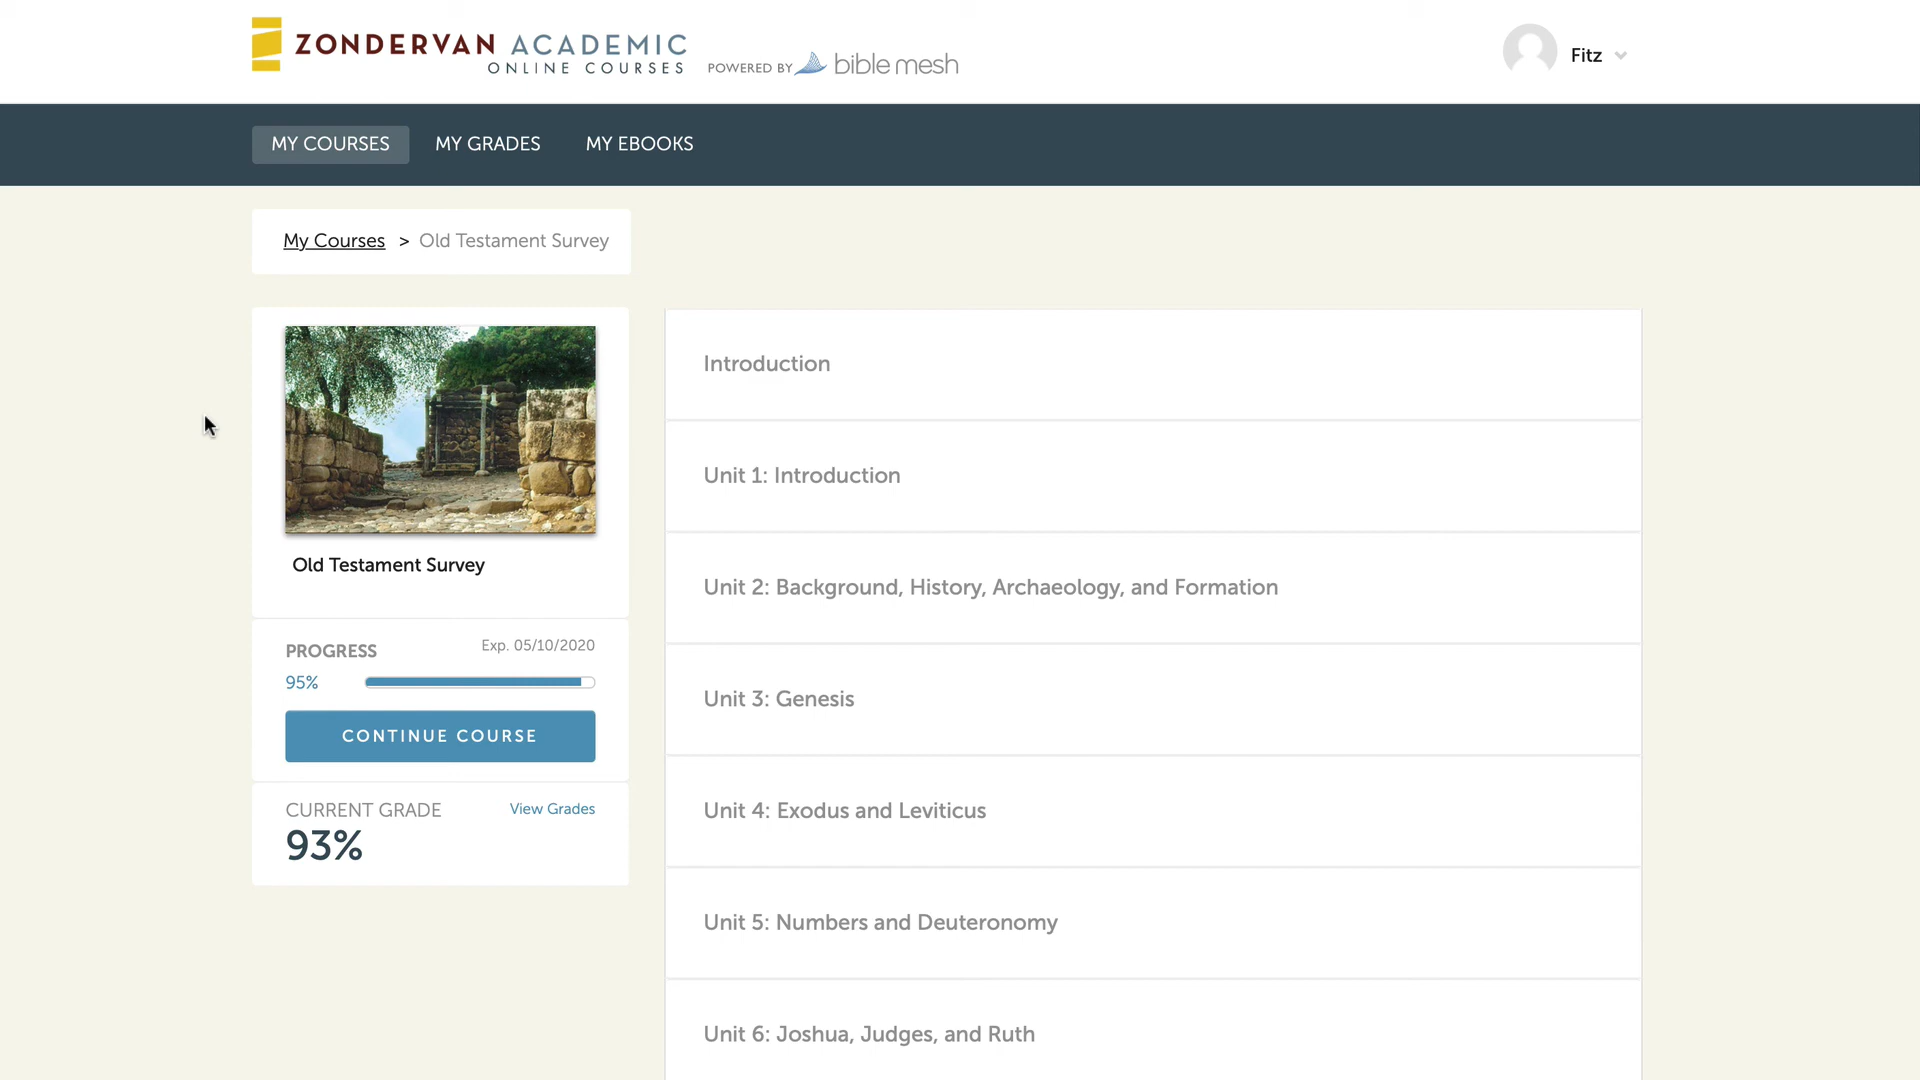 ZONDERVAN ACADEMIC
ONLINE COURSES
POWERED BY bible mesh
Fitz
MY COURSES MY GRADES MY EBOOKS
My Courses > Old Testament Survey
Old Testament Survey
PROGRESS Exp. 05/10/2020
95%
CONTINUE COURSE
CURRENT GRADE View Grades
93%
Introduction
Unit 1: Introduction
Unit 2: Background, History, Archaeology, and Formation
Unit 3: Genesis
Unit 4: Exodus and Leviticus
Unit 5: Numbers and Deuteronomy
Unit 6: Joshua, Judges, and Ruth